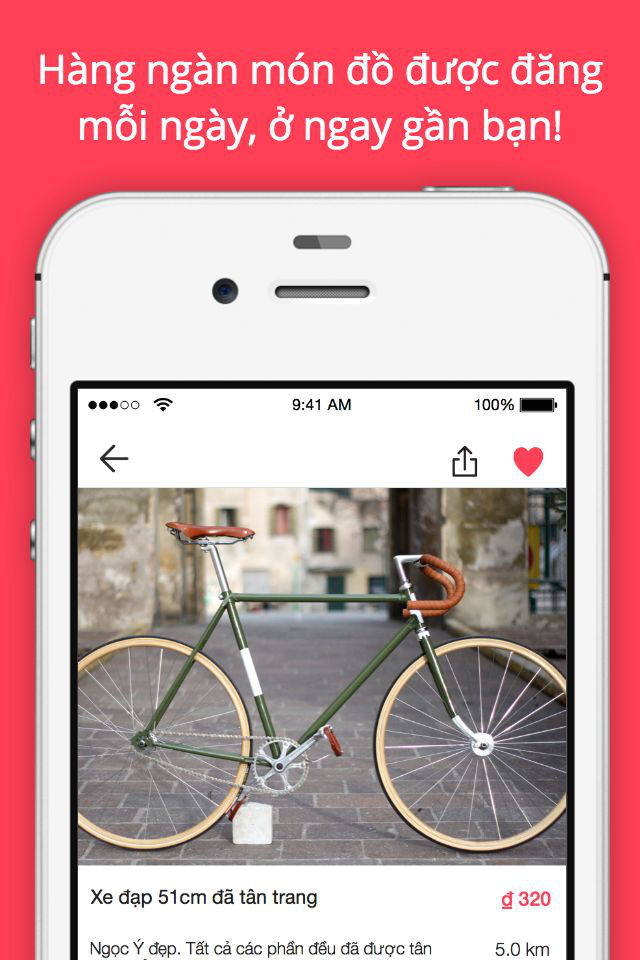 Hàng ngàn món đồ được đăng
mỗi ngày, ở ngay gần bạn!
9:41 AM
100%
Xe đạp 51cm đã tân trang
₫ 320
Ngọc Ý đẹp. Tất cả các phần đều đã được tân
5.0 km